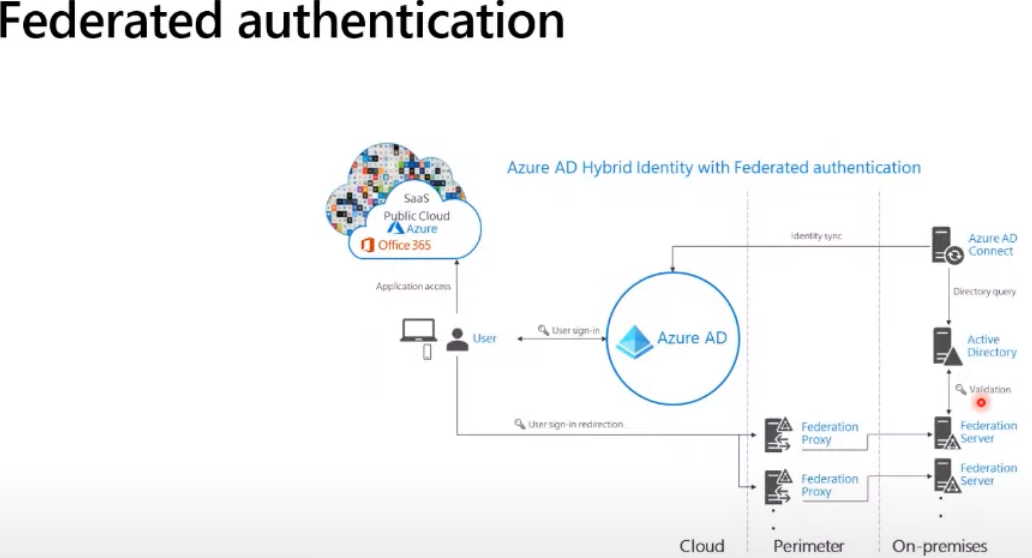 Federated authentication
Azure AD Hybrid Identity with Federated authentication
SaaS
Public Cloud
Azure
Office 365
Identity sync
Azure AD
Connect
Application access
Directory query
User
User sign-in
Azure AD
Active
Directory
Validation
User sign-in redirection
Federation
Proxy
Federation
Server
Federation
Proxy
Federation
Server
Cloud
Perimeter
On-premises